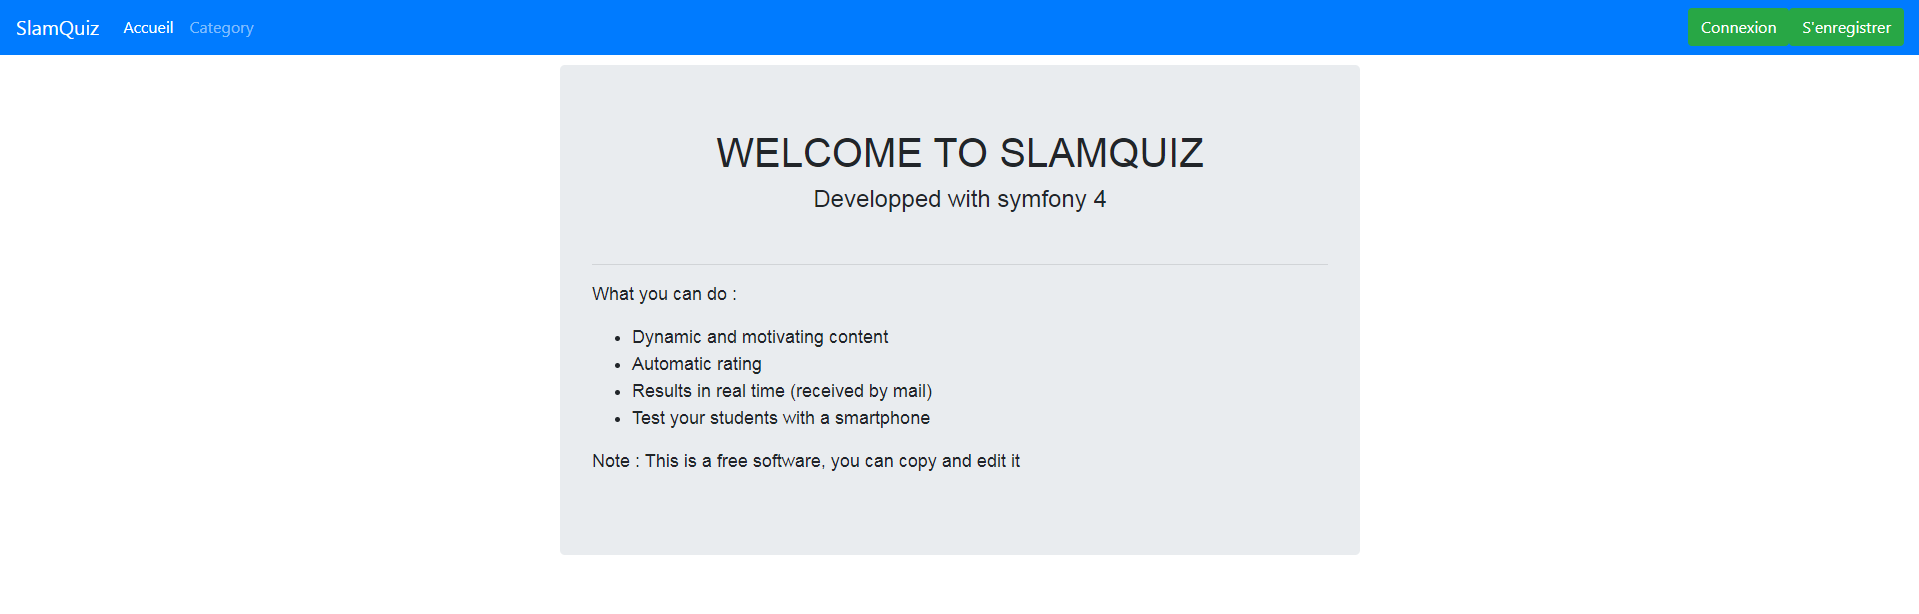 SlamQuiz Accueil Category Connexion S'enregistrer
WELCOME TO SLAMQUIZ
Developped with symfony 4
What you can do :
Dynamic and motivating content
Automatic rating
Results in real time (received by mail)
Test your students with a smartphone
Note : This is a free software, you can copy and edit it